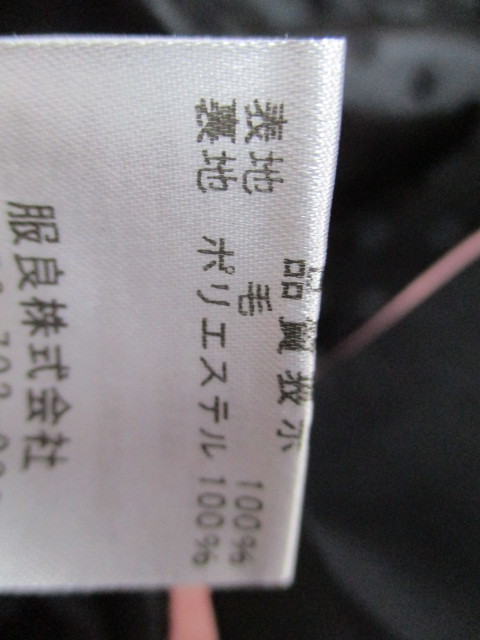 品質表示
表地 毛 100%
裏地 ポリエステル 100%
服良株式会社